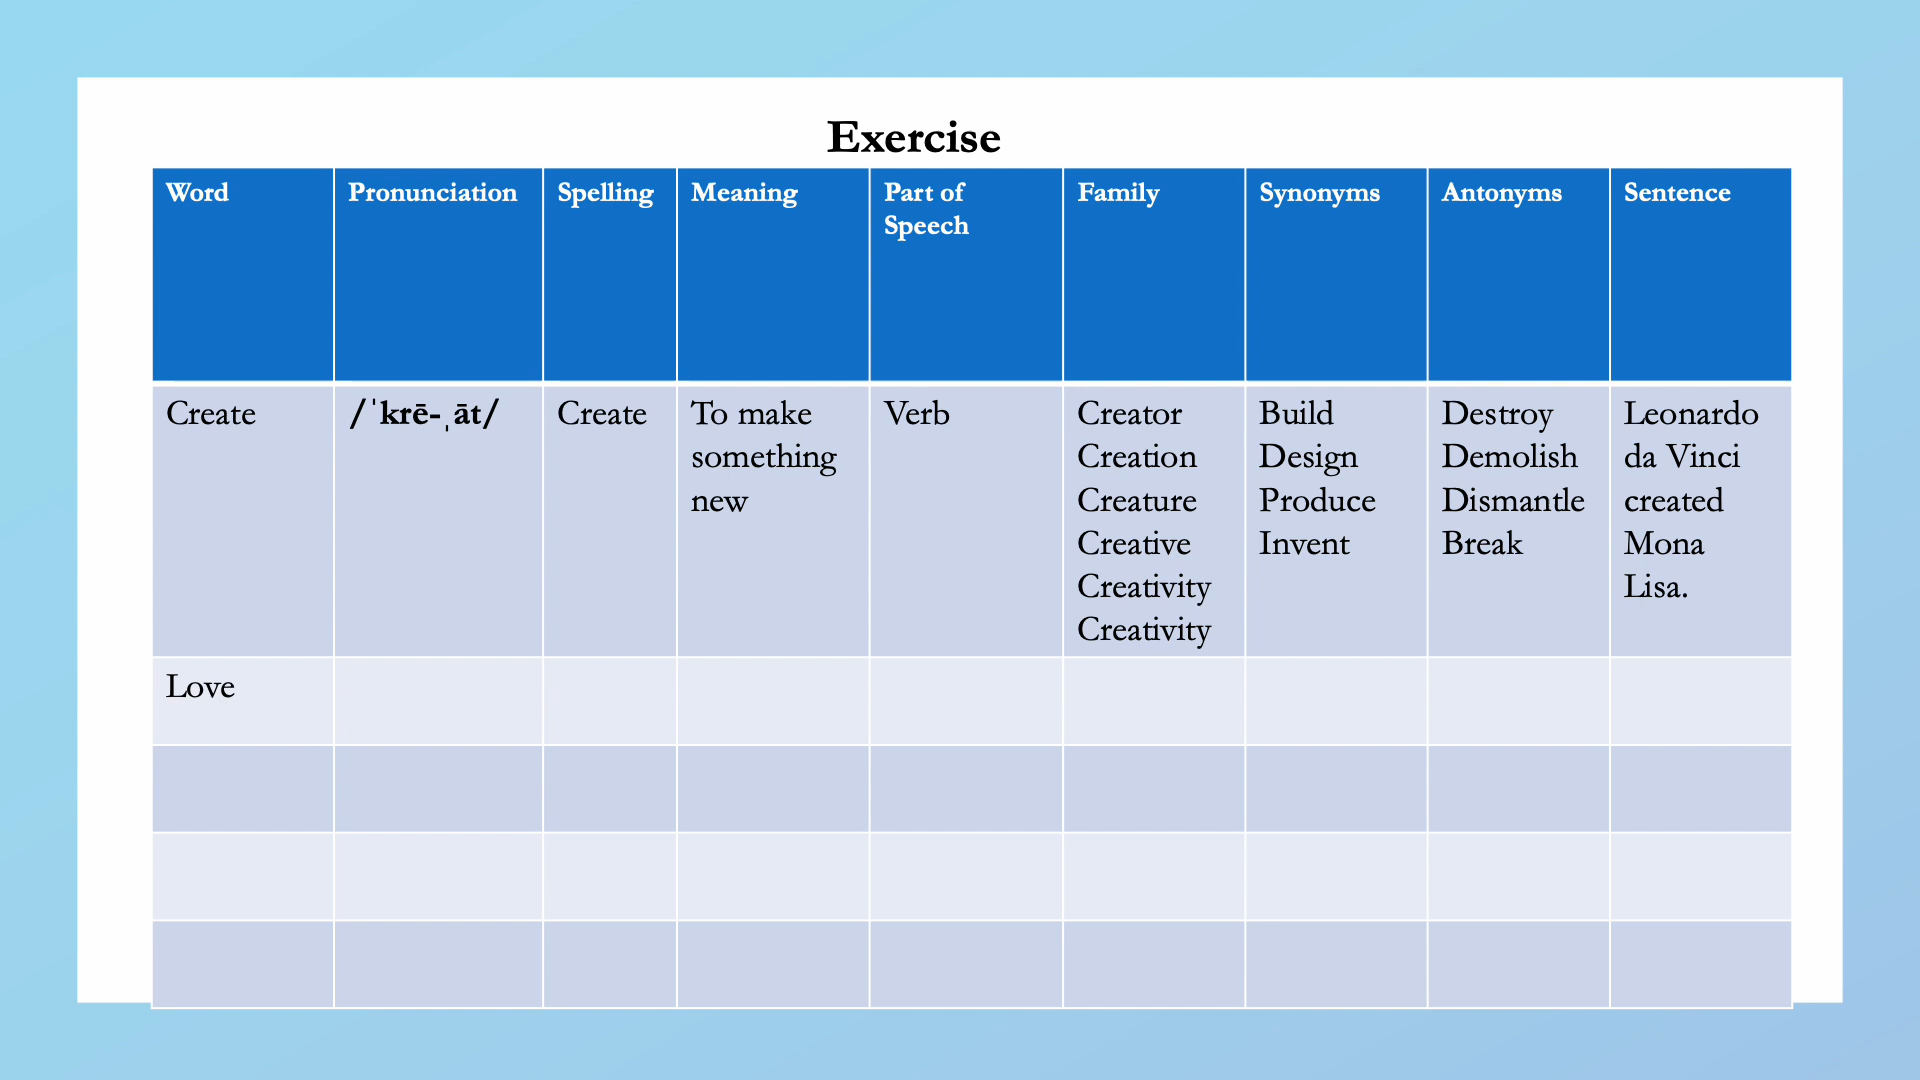 Exercise
Word
Pronunciation
Spelling
Meaning
Part of
Speech
Family
Synonyms
Antonyms
Sentence
Create
/ˈkrē-ˌāt/
Create
To make
something
new
Verb
Creator
Creation
Creature
Creative
Creativity
Creativity
Build
Design
Produce
Invent
Destroy
Demolish
Dismantle
Break
Leonardo
da Vinci
created
Mona
Lisa.
Love